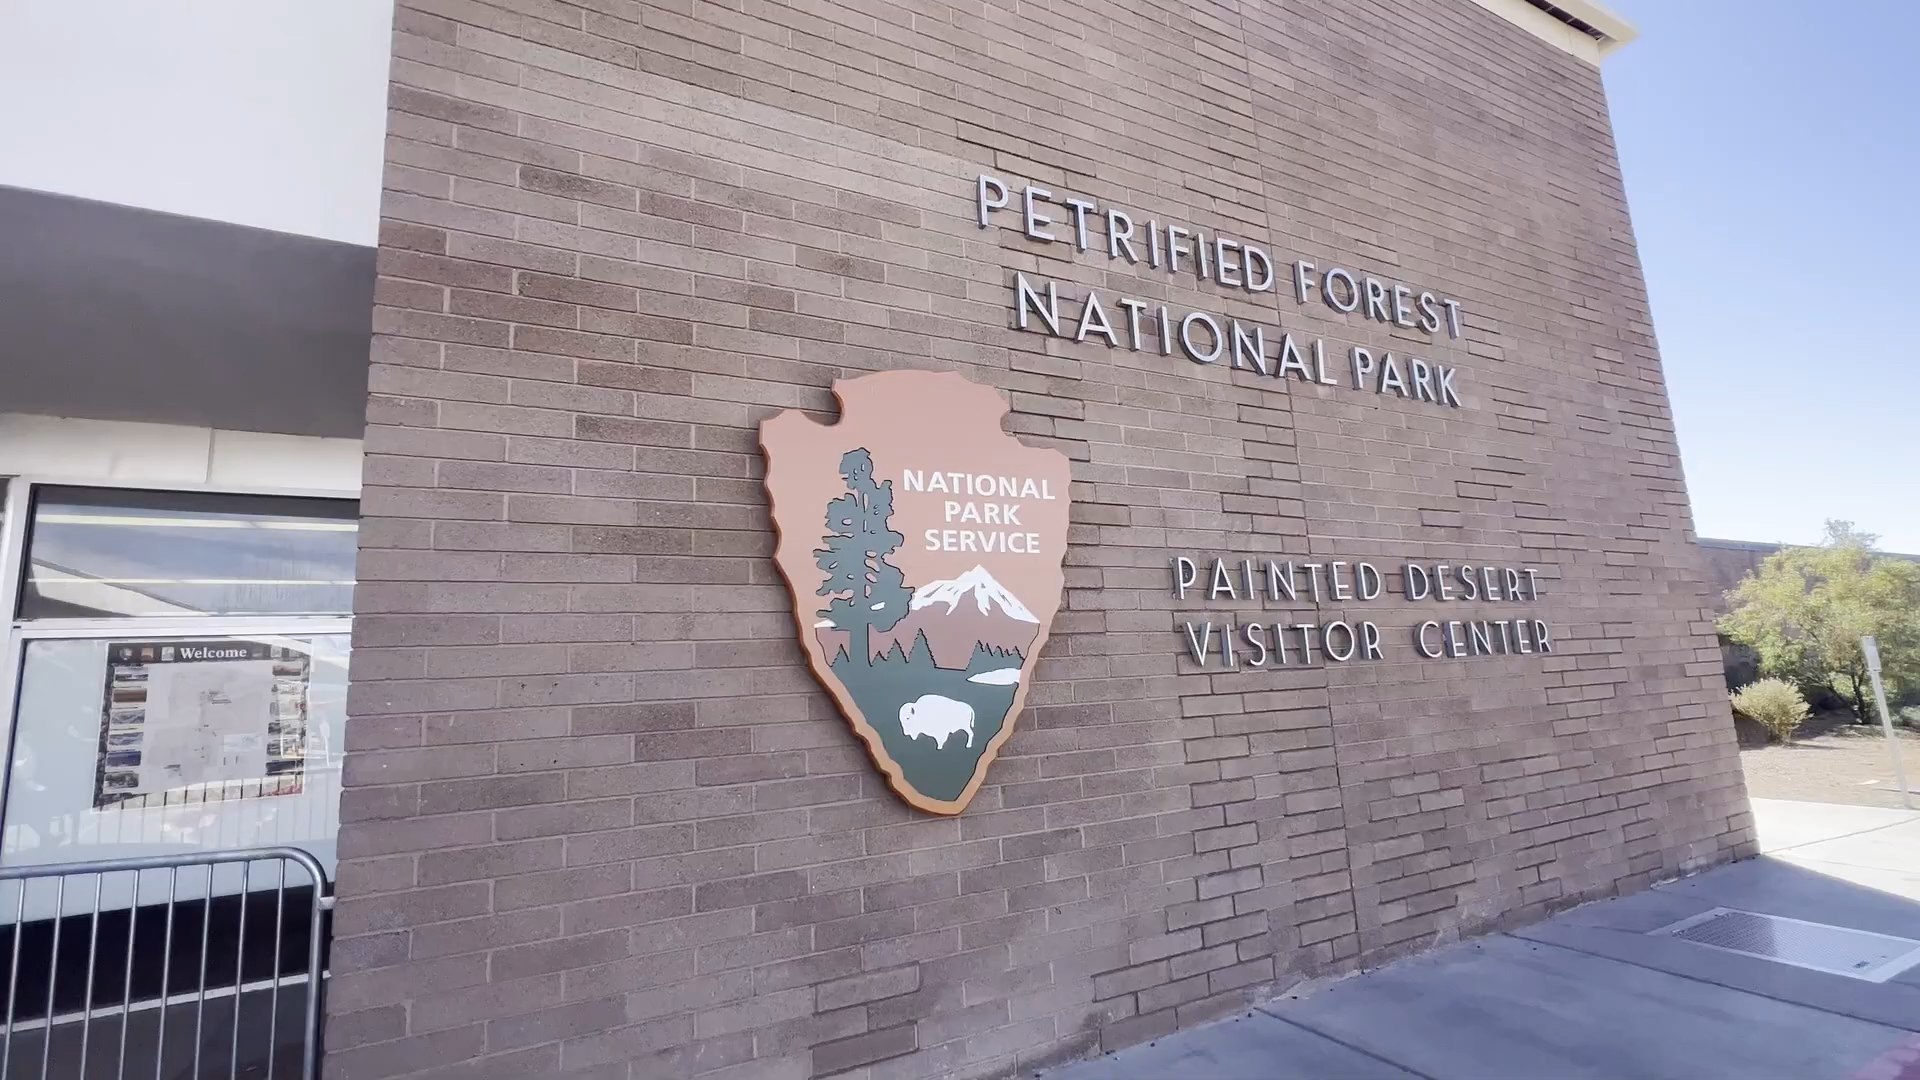 PETRIFIED FOREST
NATIONAL PARK
NATIONAL
PARK
SERVICE
PAINTED DESERT
VISITOR CENTER
Welcome